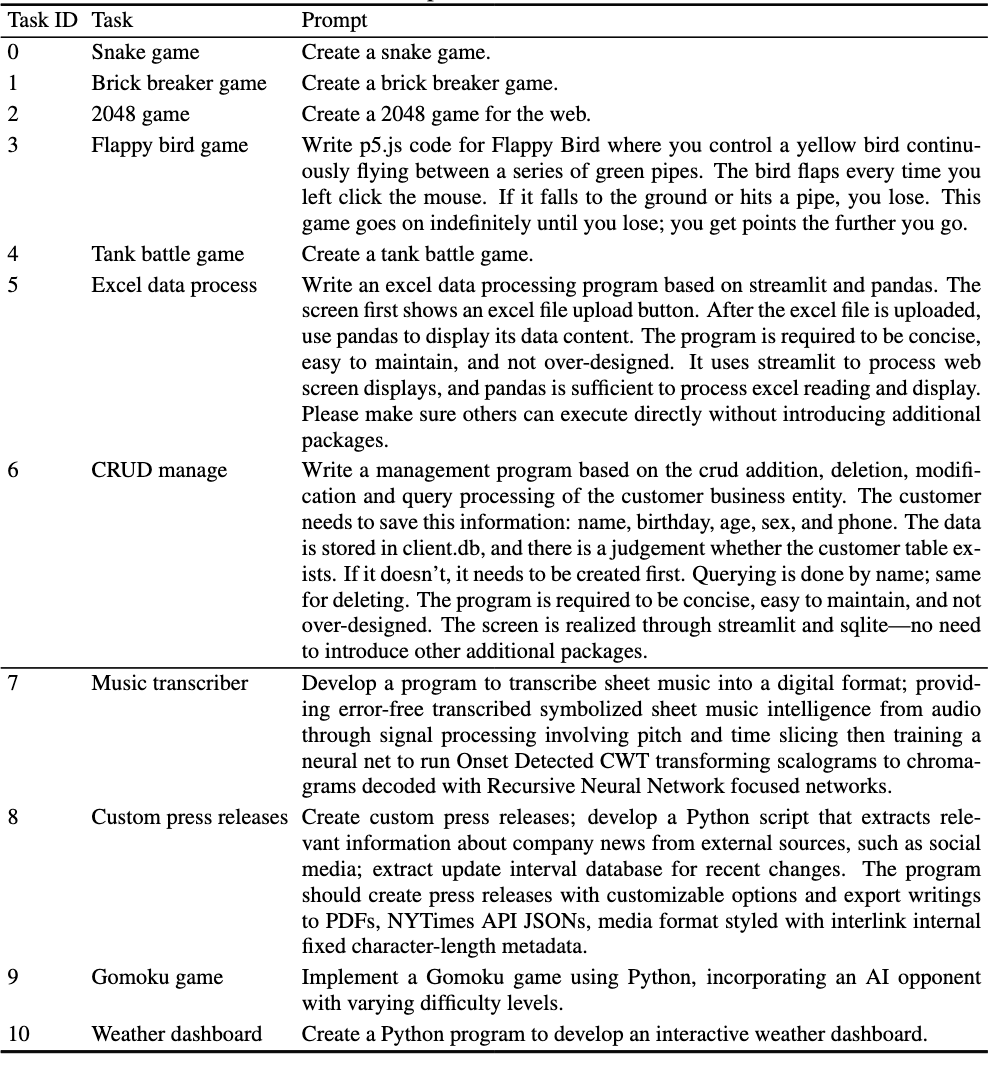 Task ID Task Prompt
0 Snake game Create a snake game.
1 Brick breaker game Create a brick breaker game.
2 2048 game Create a 2048 game for the web.
3 Flappy bird game Write p5.js code for Flappy Bird where you control a yellow bird continu-
ously flying between a series of green pipes. The bird flaps every time you
left click the mouse. If it falls to the ground or hits a pipe, you lose. This
game goes on indefinitely until you lose; you get points the further you go.
4 Tank battle game Create a tank battle game.
5 Excel data process Write an excel data processing program based on streamlit and pandas. The
screen first shows an excel file upload button. After the excel file is uploaded,
use pandas to display its data content. The program is required to be concise,
easy to maintain, and not over-designed. It uses streamlit to process web
screen displays, and pandas is sufficient to process excel reading and display.
Please make sure others can execute directly without introducing additional
packages.
6 CRUD manage Write a management program based on the crud addition, deletion, modifi-
cation and query processing of the customer business entity. The customer
needs to save this information: name, birthday, age, sex, and phone. The data
is stored in client.db, and there is a judgement whether the customer table ex-
ists. If it doesn't, it needs to be created first. Querying is done by name; same
for deleting. The program is required to be concise, easy to maintain, and not
over-designed. The screen is realized through streamlit and sqlite—no need
to introduce other additional packages.
7 Music transcriber Develop a program to transcribe sheet music into a digital format; provid-
ing error-free transcribed symbolized sheet music intelligence from audio
through signal processing involving pitch and time slicing then training a
neural net to run Onset Detected CWT transforming scalograms to chroma-
grams decoded with Recursive Neural Network focused networks.
8 Custom press releases Create custom press releases; develop a Python script that extracts rele-
vant information about company news from external sources, such as social
media; extract update interval database for recent changes. The program
should create press releases with customizable options and export writings
to PDFs, NYTimes API JSONs, media format styled with interlink internal
fixed character-length metadata.
9 Gomoku game Implement a Gomoku game using Python, incorporating an AI opponent
with varying difficulty levels.
10 Weather dashboard Create a Python program to develop an interactive weather dashboard.